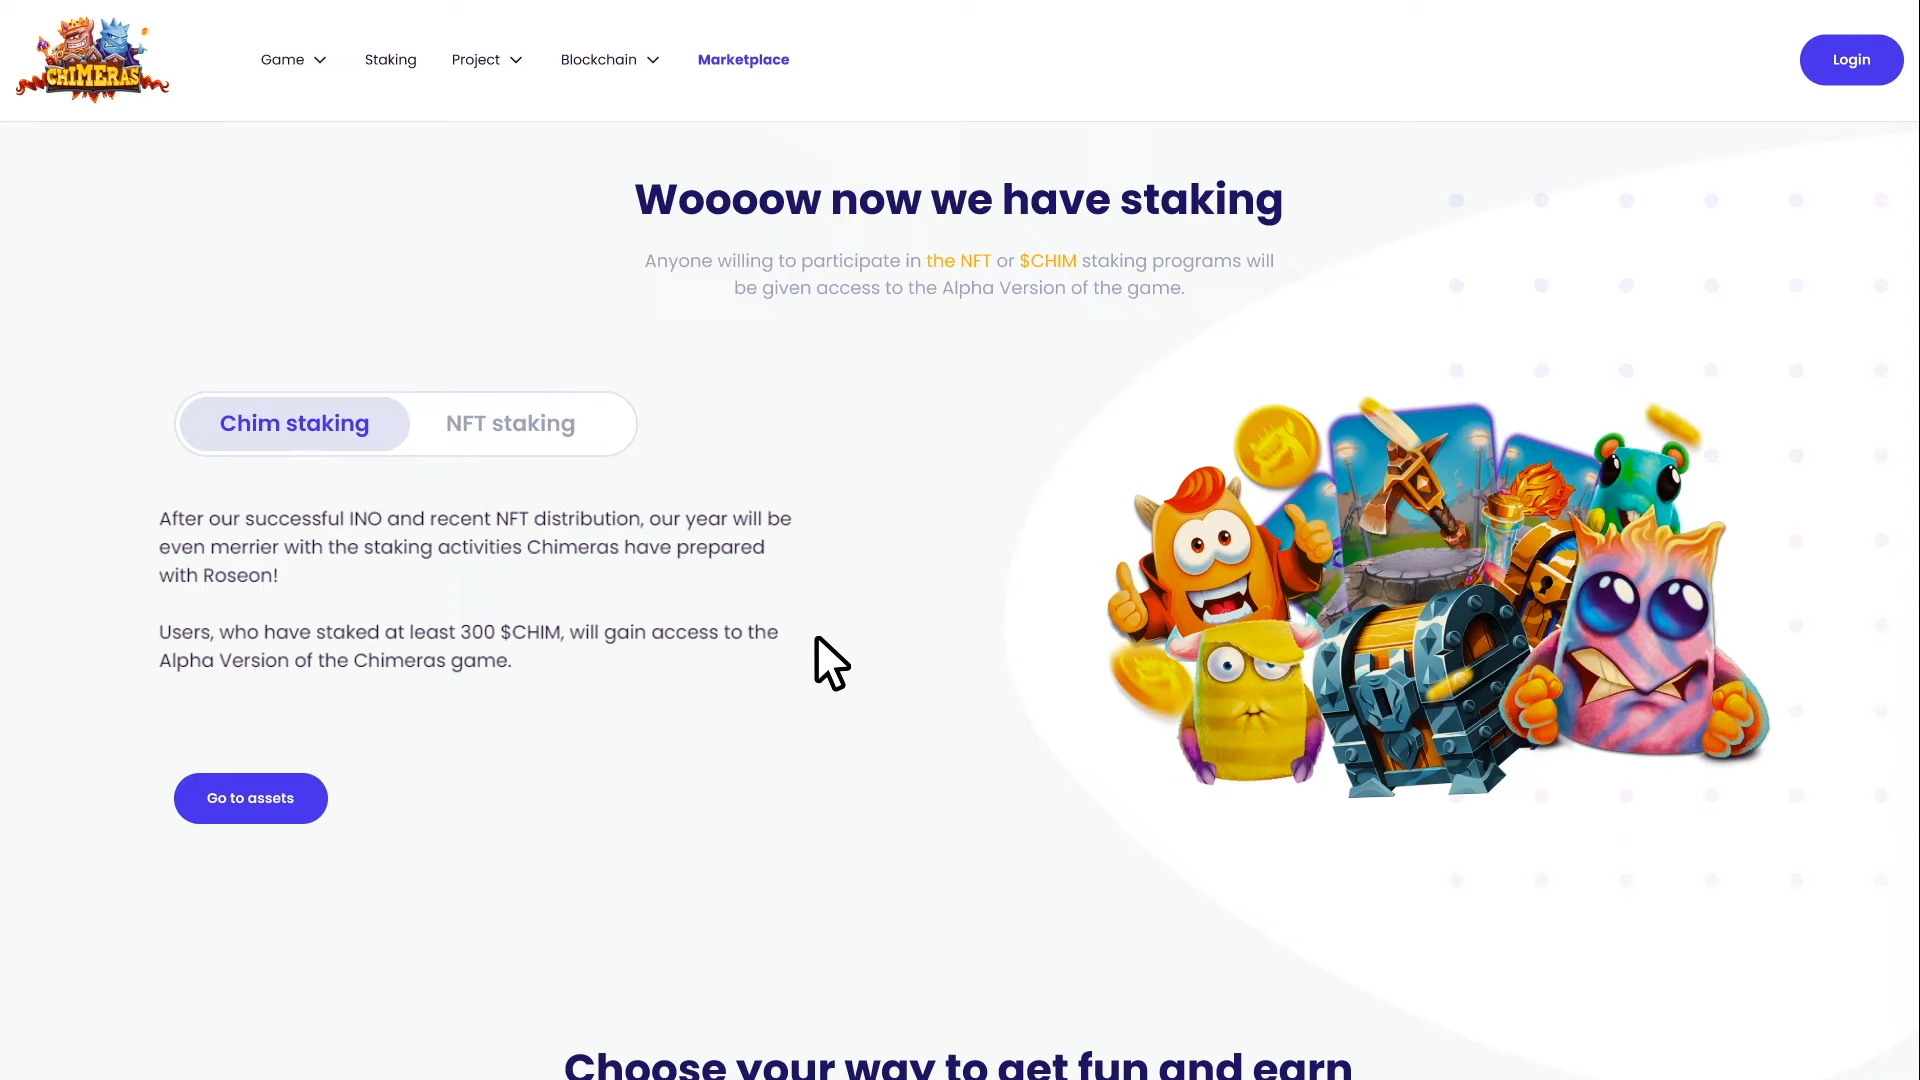 CHIMERAS
Game
Staking
Project
Blockchain
Marketplace
Login
Woooow now we have staking
Anyone willing to participate in the NFT or $CHIM staking programs will
be given access to the Alpha Version of the game.
Chim staking
NFT staking
After our successful INO and recent NFT distribution, our year will be
even merrier with the staking activities Chimeras have prepared
with Roseon!
Users, who have staked at least 300 $CHIM, will gain access to the
Alpha Version of the Chimeras game.
Go to assets
Choose your way to get fun and earn